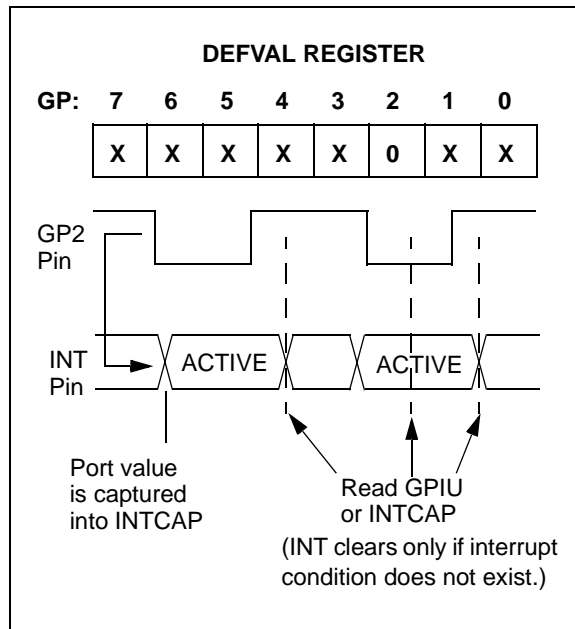 DEFVAL REGISTER
GP: 7 6 5 4 3 2 1 0
X X X X X 0 X X
GP2
Pin
INT
Pin
ACTIVE
ACTIVE
Port value
is captured
into INTCAP
Read GPIU
or INTCAP
(INT clears only if interrupt
condition does not exist.)